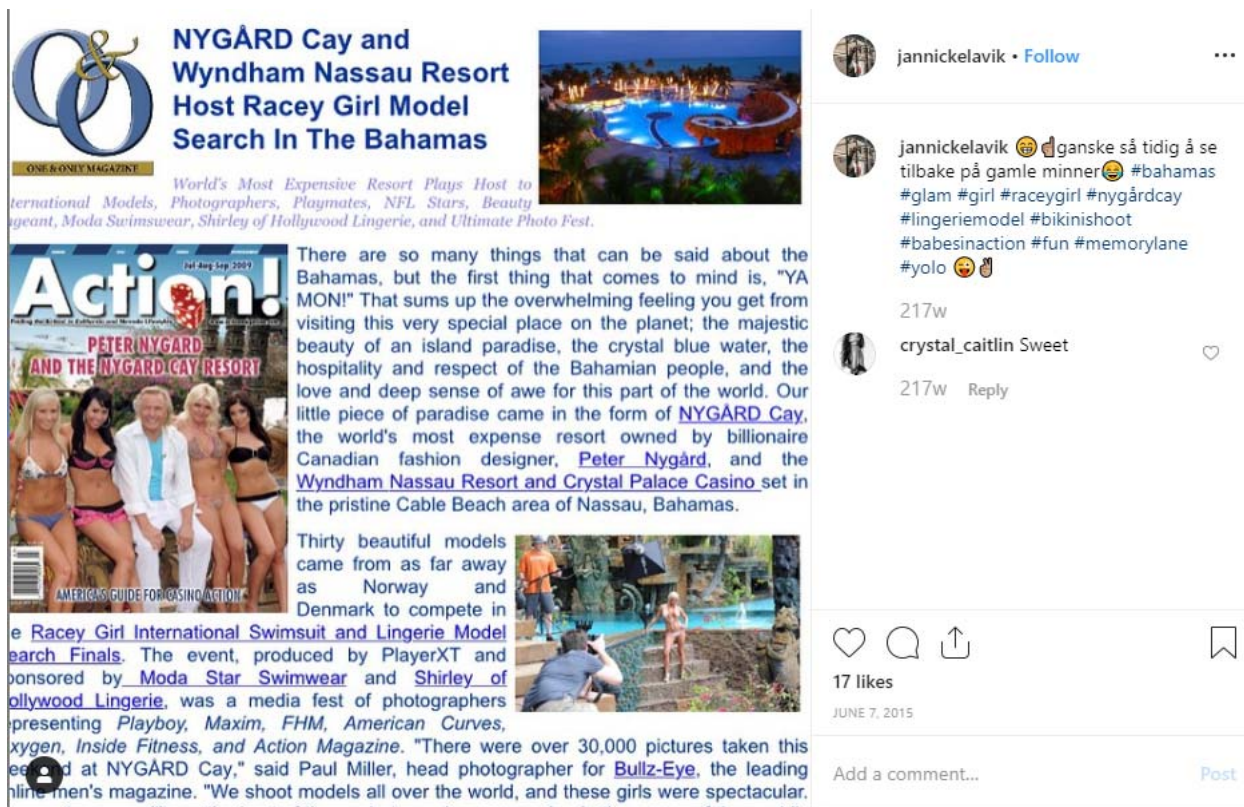 O & O
ONE & ONLY MAGAZINE
NYGÅRD Cay and
Wyndham Nassau Resort
Host Racey Girl Model
Search In The Bahamas
World's Most Expensive Resort Plays Host to
ternational Models, Photographers, Playmates, NFL Stars, Beauty
geant, Moda Swimswear, Shirley of Hollywood Lingerie, and Ultimate Photo Fest.
Jul-Aug-Sep 2009
Action!
PETER NYGARD
AND THE NYGARD CAY RESORT
AMERICA'S GUIDE FOR CASINO ACTION
There are so many things that can be said about the
Bahamas, but the first thing that comes to mind is, "YA
MON!" That sums up the overwhelming feeling you get from
visiting this very special place on the planet; the majestic
beauty of an island paradise, the crystal blue water, the
hospitality and respect of the Bahamian people, and the
love and deep sense of awe for this part of the world. Our
little piece of paradise came in the form of NYGÅRD Cay,
the world's most expense resort owned by billionaire
Canadian fashion designer, Peter Nygård, and the
Wyndham Nassau Resort and Crystal Palace Casino set in
the pristine Cable Beach area of Nassau, Bahamas.
Thirty beautiful models
came from as far away
as Norway and
Denmark to compete in
e Racey Girl International Swimsuit and Lingerie Model
earch Finals. The event, produced by PlayerXT and
ponsored by Moda Star Swimwear and Shirley of
ollywood Lingerie, was a media fest of photographers
presenting Playboy, Maxim, FHM, American Curves,
xygen, Inside Fitness, and Action Magazine. "There were over 30,000 pictures taken this
at NYGÅRD Cay," said Paul Miller, head photographer for Bullz-Eye, the leading
nline men's magazine. "We shoot models all over the world, and these girls were spectacular.
jannickelavik • Follow
jannickelavik 😁☝ganske så tidig å se
tilbake på gamle minner😂 #bahamas
#glam #girl #raceygirl #nygårdcay
#lingeriemodel #bikinishoot
#babesinaction #fun #memorylane
#yolo 😜✌
217w
crystal_caitlin Sweet
217w Reply
17 likes
JUNE 7, 2015
Add a comment... Post